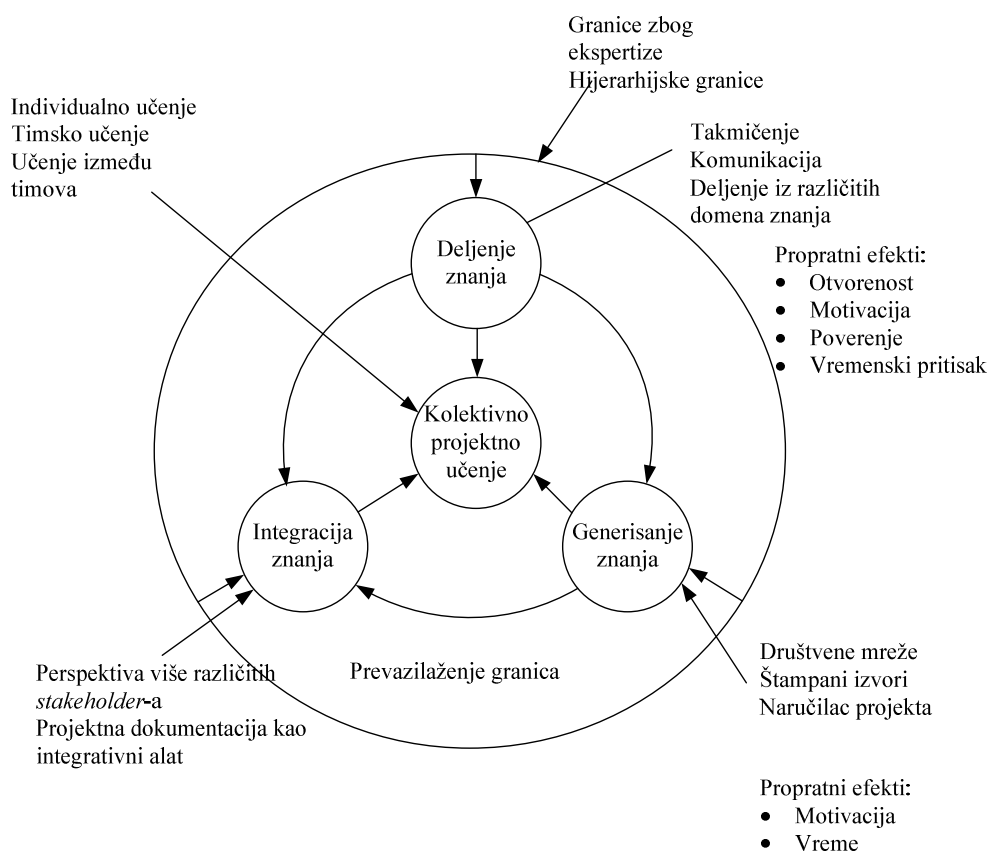 Granice zbog
ekspertize
Hijerarhijske granice
Individualno učenje
Timsko učenje
Učenje između
timova
Takmičenje
Komunikacija
Deljenje iz različitih
domena znanja
Deljenje
znanja
Propratni efekti:
• Otvorenost
• Motivacija
• Poverenje
• Vremenski pritisak
Kolektivno
projektno
učenje
Integracija
znanja
Generisanje
znanja
Perspektiva više različitih
stakeholder-a
Projektna dokumentacija kao
integrativni alat
Prevazilaženje granica
Društvene mreže
Štampani izvori
Naručilac projekta
Propratni efekti:
• Motivacija
• Vreme